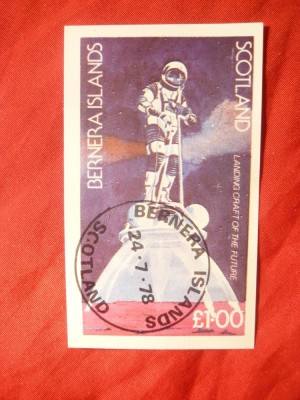 BERNERA ISLANDS
SCOTLAND
LANDING CRAFT OF THE FUTURE
BERNERA ISLANDS
24·7·78
SCOTLAND
£1·00